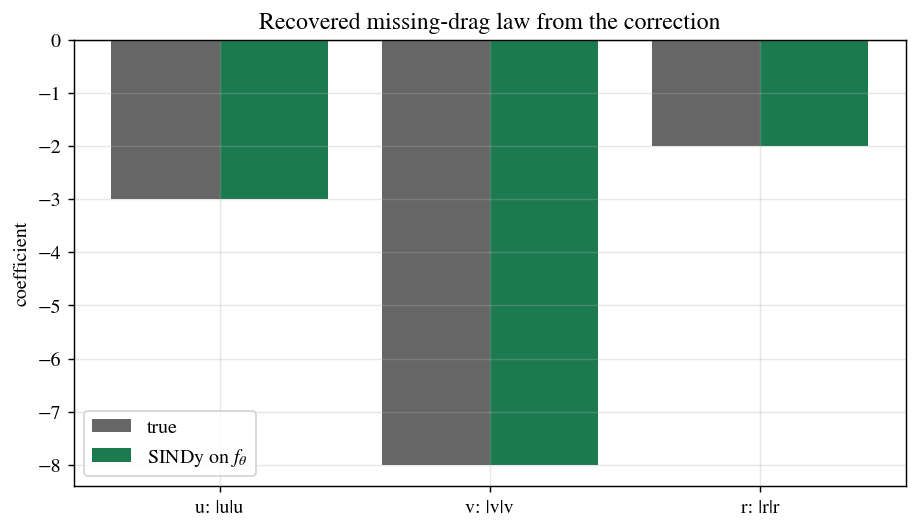 Recovered missing-drag law from the correction
0
−1
−2
−3
−4
−5
−6
−7
−8
coefficient
true
SINDy on fθ
u: |u|u
v: |v|v
r: |r|r